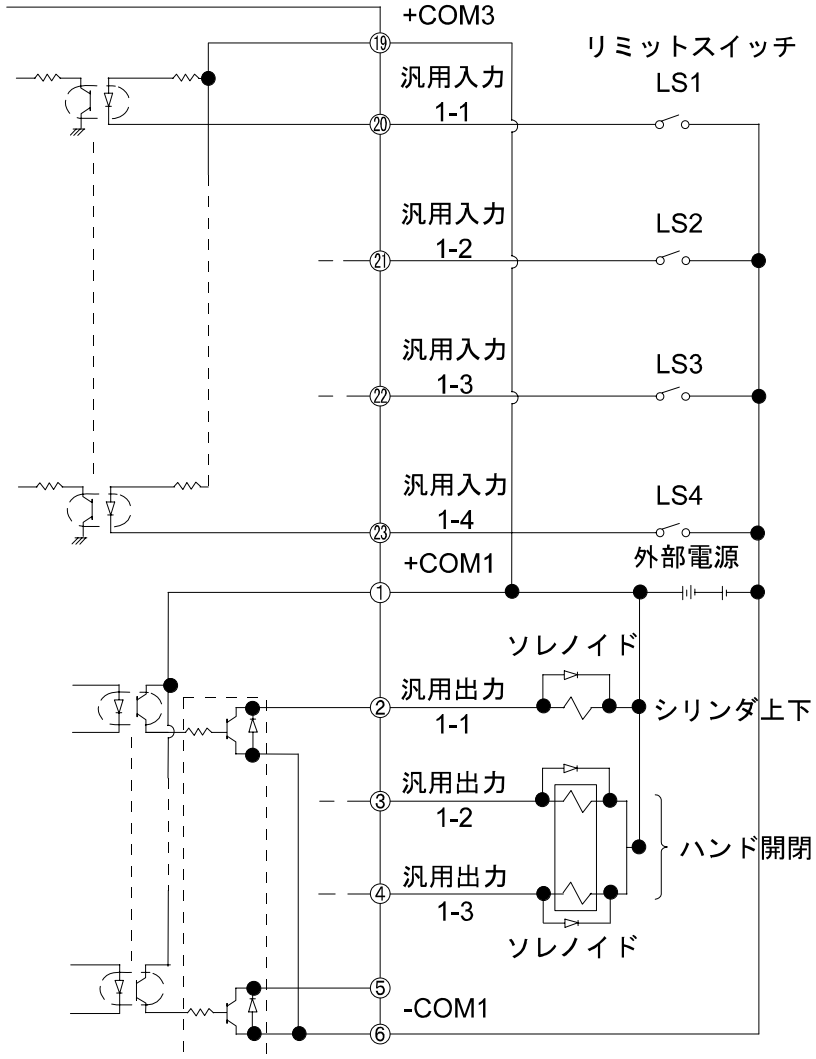 +COM3
⑲
リミットスイッチ
汎用入力
1-1
LS1
⑳
汎用入力
1-2
LS2
㉑
汎用入力
1-3
LS3
㉒
汎用入力
1-4
LS4
㉓
外部電源
+COM1
①
ソレノイド
汎用出力
1-1
②
シリンダ上下
汎用出力
1-2
③
ハンド開閉
汎用出力
1-3
④
ソレノイド
⑤
-COM1
⑥